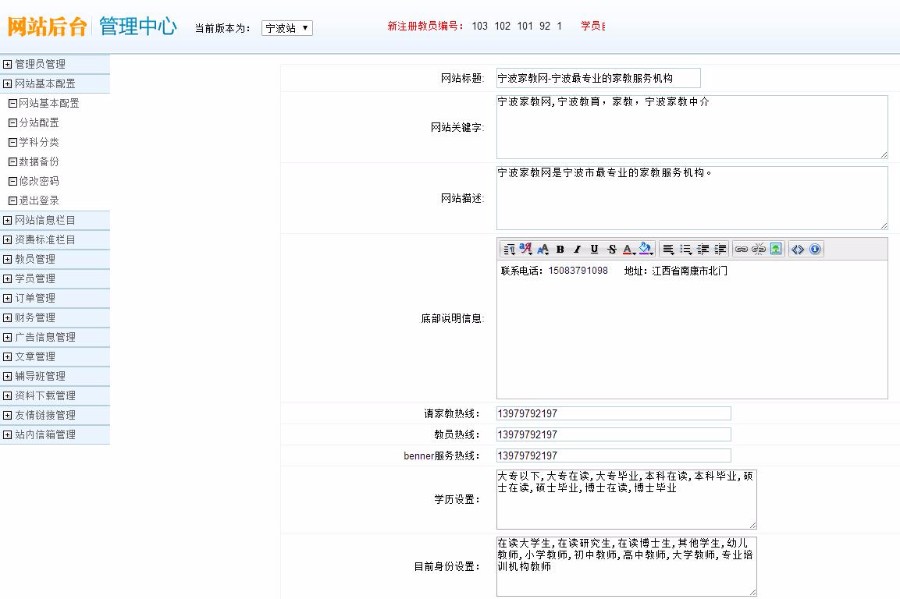 网站后台 管理中心 当前版本为： 宁波站 新注册教员编号： 103 102 101 92 1 学员
管理员管理
网站基本配置
网站基本配置
分站配置
学科分类
数据备份
修改密码
退出登录
网站信息栏目
资费标准栏目
教员管理
学员管理
订单管理
财务管理
广告信息管理
文章管理
辅导班管理
资料下载管理
友情链接管理
站内信箱管理
网站标题: 宁波家教网-宁波最专业的家教服务机构
网站关键字: 宁波家教网,宁波教育，家教，宁波家教中介
网站描述: 宁波家教网是宁波市最专业的家教服务机构。
底部说明信息: 联系电话：15083791098 地址：江西省南康市北门
请家教热线： 13979792197
教员热线： 13979792197
benner服务热线： 13979792197
学历设置： 大专以下,大专在读,大专毕业,本科在读,本科毕业,硕
士在读,硕士毕业,博士在读,博士毕业
目前身份设置： 在读大学生,在读研究生,在读博士生,其他学生,幼儿
教师,小学教师,初中教师,高中教师,大学教师,专业培
训机构教师